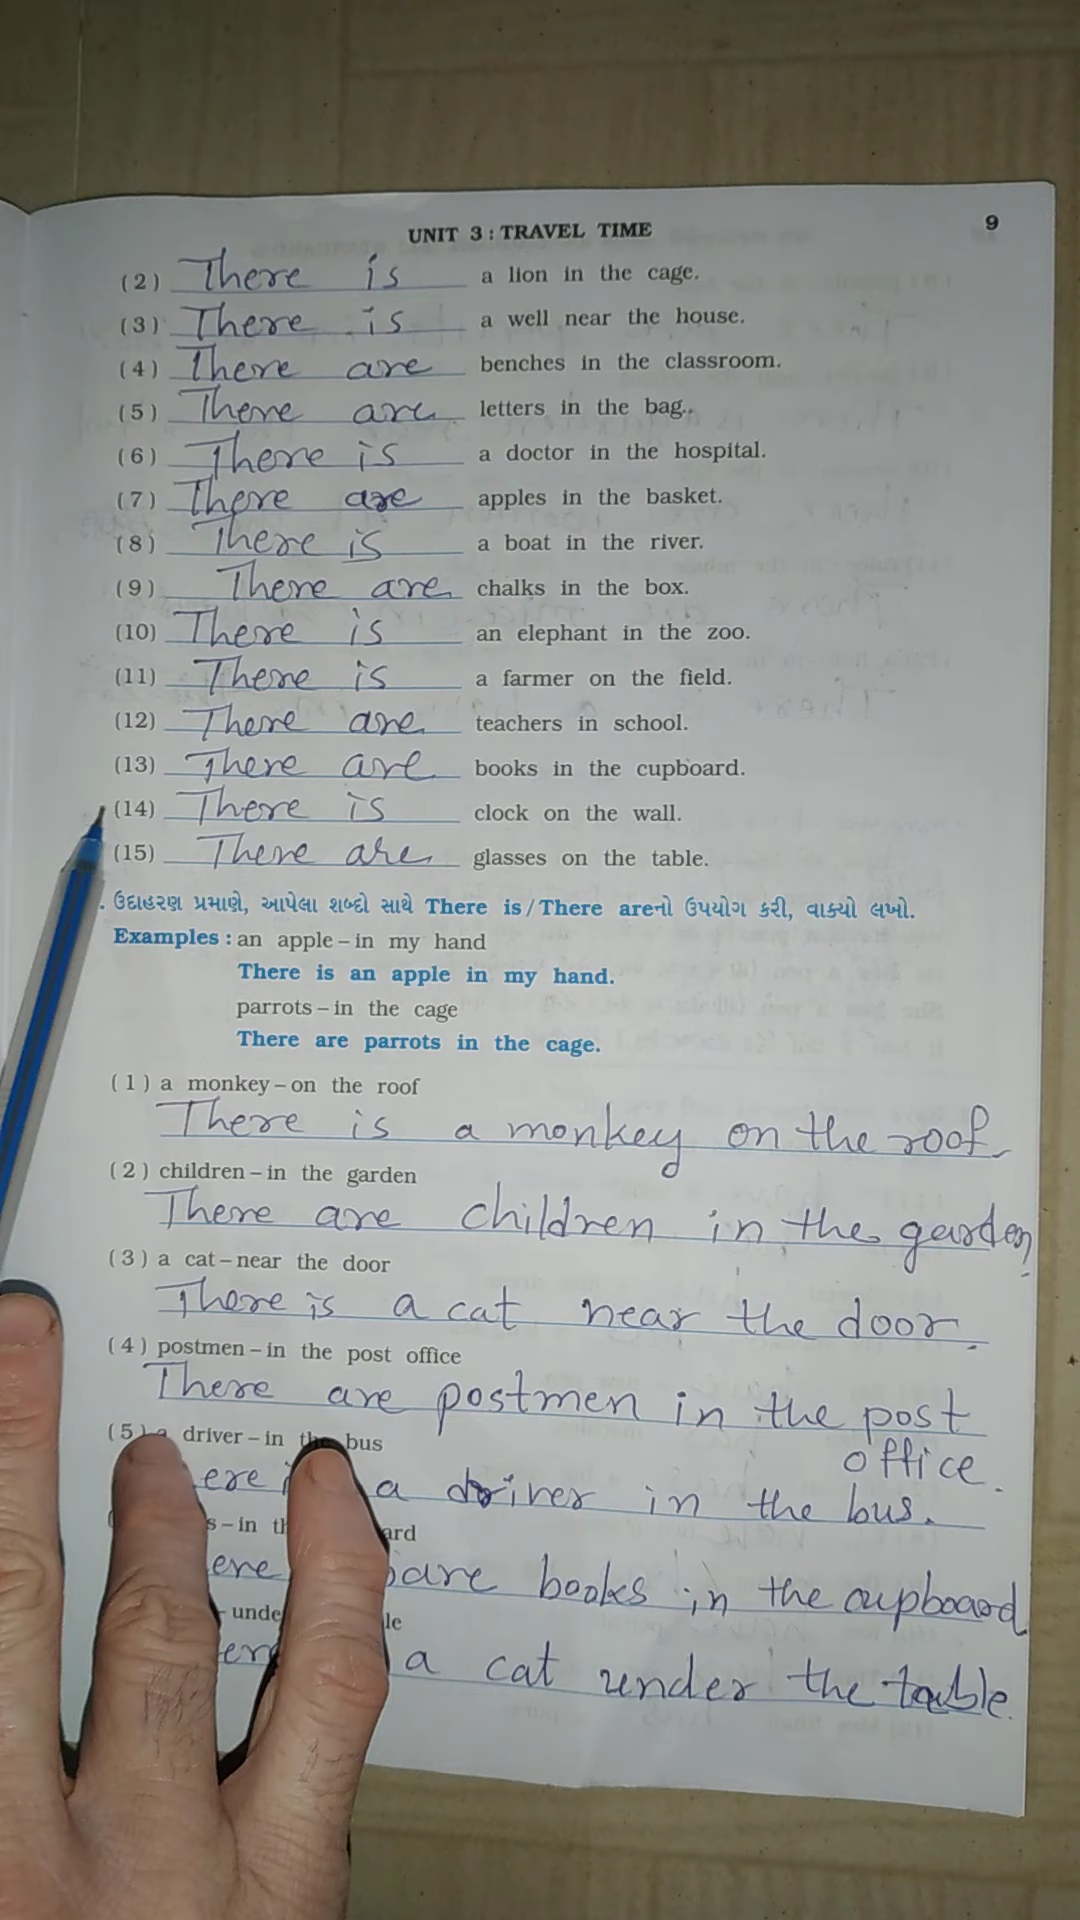 UNIT 3 : TRAVEL TIME 9
(2) There is a lion in the cage.
(3) There is a well near the house.
(4) There are benches in the classroom.
(5) There are letters in the bag.
(6) There is a doctor in the hospital.
(7) There are apples in the basket.
(8) There is a boat in the river.
(9) There are chalks in the box.
(10) There is an elephant in the zoo.
(11) There is a farmer on the field.
(12) There are teachers in school.
(13) There are books in the cupboard.
(14) There is clock on the wall.
(15) There are glasses on the table.
. ઉદાહરણ પ્રમાણે, આપેલા શબ્દો સાથે There is/There areનો ઉપયોગ કરી, વાક્યો લખો.
Examples : an apple – in my hand
There is an apple in my hand.
parrots – in the cage
There are parrots in the cage.
(1) a monkey – on the roof
There is a monkey on the roof.
(2) children – in the garden
There are children in the garden.
(3) a cat – near the door
There is a cat near the door.
(4) postmen – in the post office
There are postmen in the post
office.
(5) a driver – in the bus
ere a driver in the bus.
s – in th ard
ere are books in the cupboard
– unde le
ere a cat under the table.